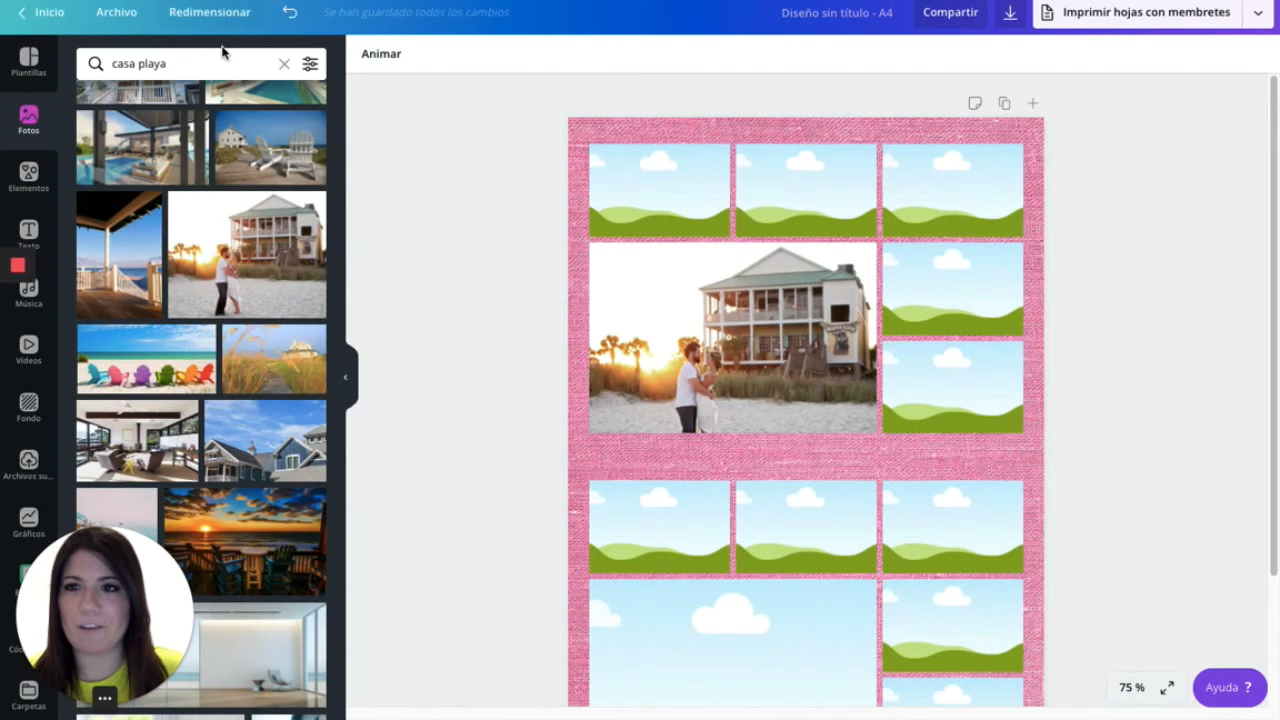 Inicio
Archivo
Redimensionar
Se han guardado todos los cambios
Diseño sin título - A4
Compartir
Imprimir hojas con membretes
Plantillas
casa playa
Animar
Fotos
Elementos
Texto
Música
Vídeos
Fondo
Archivos su...
Gráficos
Carpetas
75 %
Ayuda ?